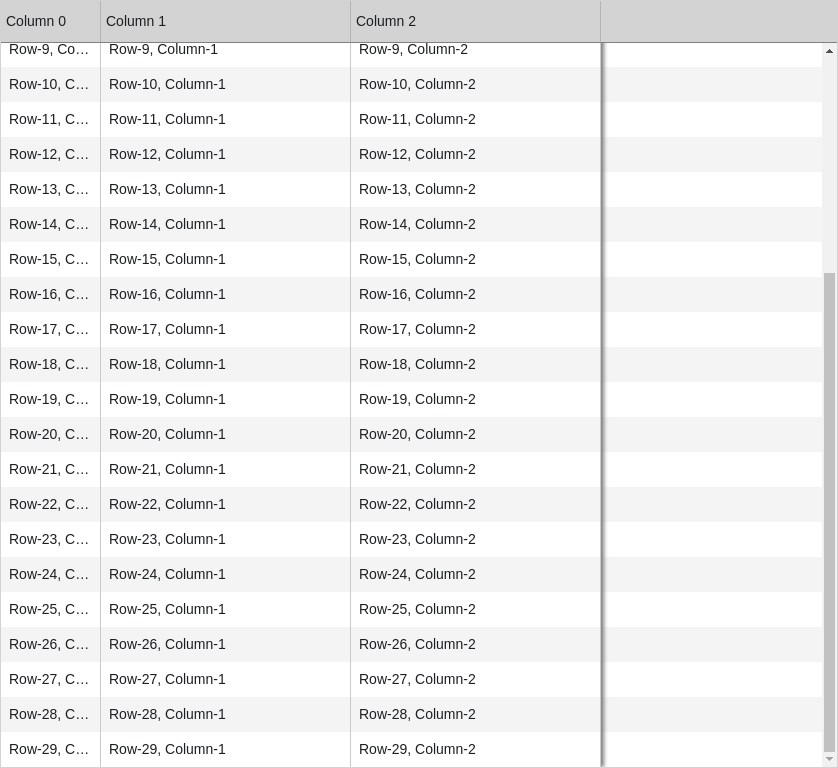 Column 0 Column 1 Column 2
Row-9, Co… Row-9, Column-1 Row-9, Column-2
Row-10, C… Row-10, Column-1 Row-10, Column-2
Row-11, C… Row-11, Column-1 Row-11, Column-2
Row-12, C… Row-12, Column-1 Row-12, Column-2
Row-13, C… Row-13, Column-1 Row-13, Column-2
Row-14, C… Row-14, Column-1 Row-14, Column-2
Row-15, C… Row-15, Column-1 Row-15, Column-2
Row-16, C… Row-16, Column-1 Row-16, Column-2
Row-17, C… Row-17, Column-1 Row-17, Column-2
Row-18, C… Row-18, Column-1 Row-18, Column-2
Row-19, C… Row-19, Column-1 Row-19, Column-2
Row-20, C… Row-20, Column-1 Row-20, Column-2
Row-21, C… Row-21, Column-1 Row-21, Column-2
Row-22, C… Row-22, Column-1 Row-22, Column-2
Row-23, C… Row-23, Column-1 Row-23, Column-2
Row-24, C… Row-24, Column-1 Row-24, Column-2
Row-25, C… Row-25, Column-1 Row-25, Column-2
Row-26, C… Row-26, Column-1 Row-26, Column-2
Row-27, C… Row-27, Column-1 Row-27, Column-2
Row-28, C… Row-28, Column-1 Row-28, Column-2
Row-29, C… Row-29, Column-1 Row-29, Column-2